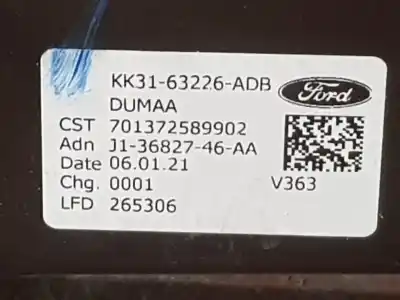 KK31-63226-ADB
Ford
DUMAA
CST 701372589902
Adn J1-36827-46-AA
Date 06.01.21
Chg. 0001 V363
LFD 265306